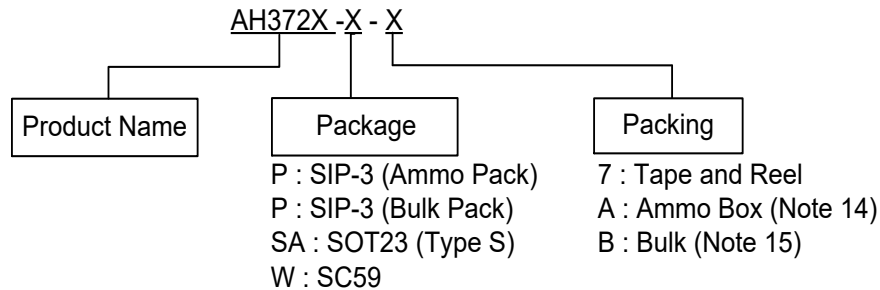 AH372X -X - X
Product Name
Package
Packing
P : SIP-3 (Ammo Pack)
P : SIP-3 (Bulk Pack)
SA : SOT23 (Type S)
W : SC59
7 : Tape and Reel
A : Ammo Box (Note 14)
B : Bulk (Note 15)